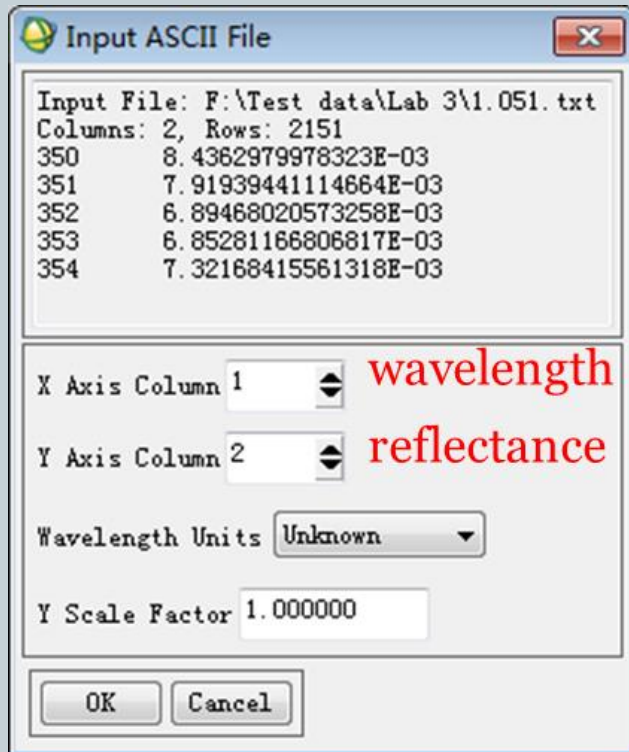 Input ASCII File
Input File: F:\Test data\Lab 3\1.051.txt
Columns: 2, Rows: 2151
350 8.4362979978323E-03
351 7.91939441114664E-03
352 6.89468020573258E-03
353 6.85281166806817E-03
354 7.32168415561318E-03
X Axis Column 1 wavelength
Y Axis Column 2 reflectance
Wavelength Units Unknown
Y Scale Factor 1.000000
OK Cancel